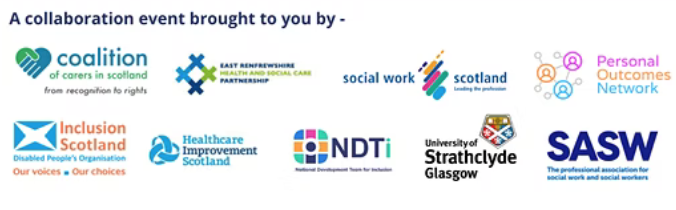 A collaboration event brought to you by -
coalition
of carers in scotland
from recognition to rights
EAST RENFREWSHIRE
HEALTH AND SOCIAL CARE
PARTNERSHIP
social work scotland
Leading the profession
Personal
Outcomes
Network
Inclusion
Scotland
Disabled People's Organisation
Our voices Our choices
Healthcare
Improvement
Scotland
NDTi
National Development Team for Inclusion
University of
Strathclyde
Glasgow
SASW
The professional association for
social work and social workers